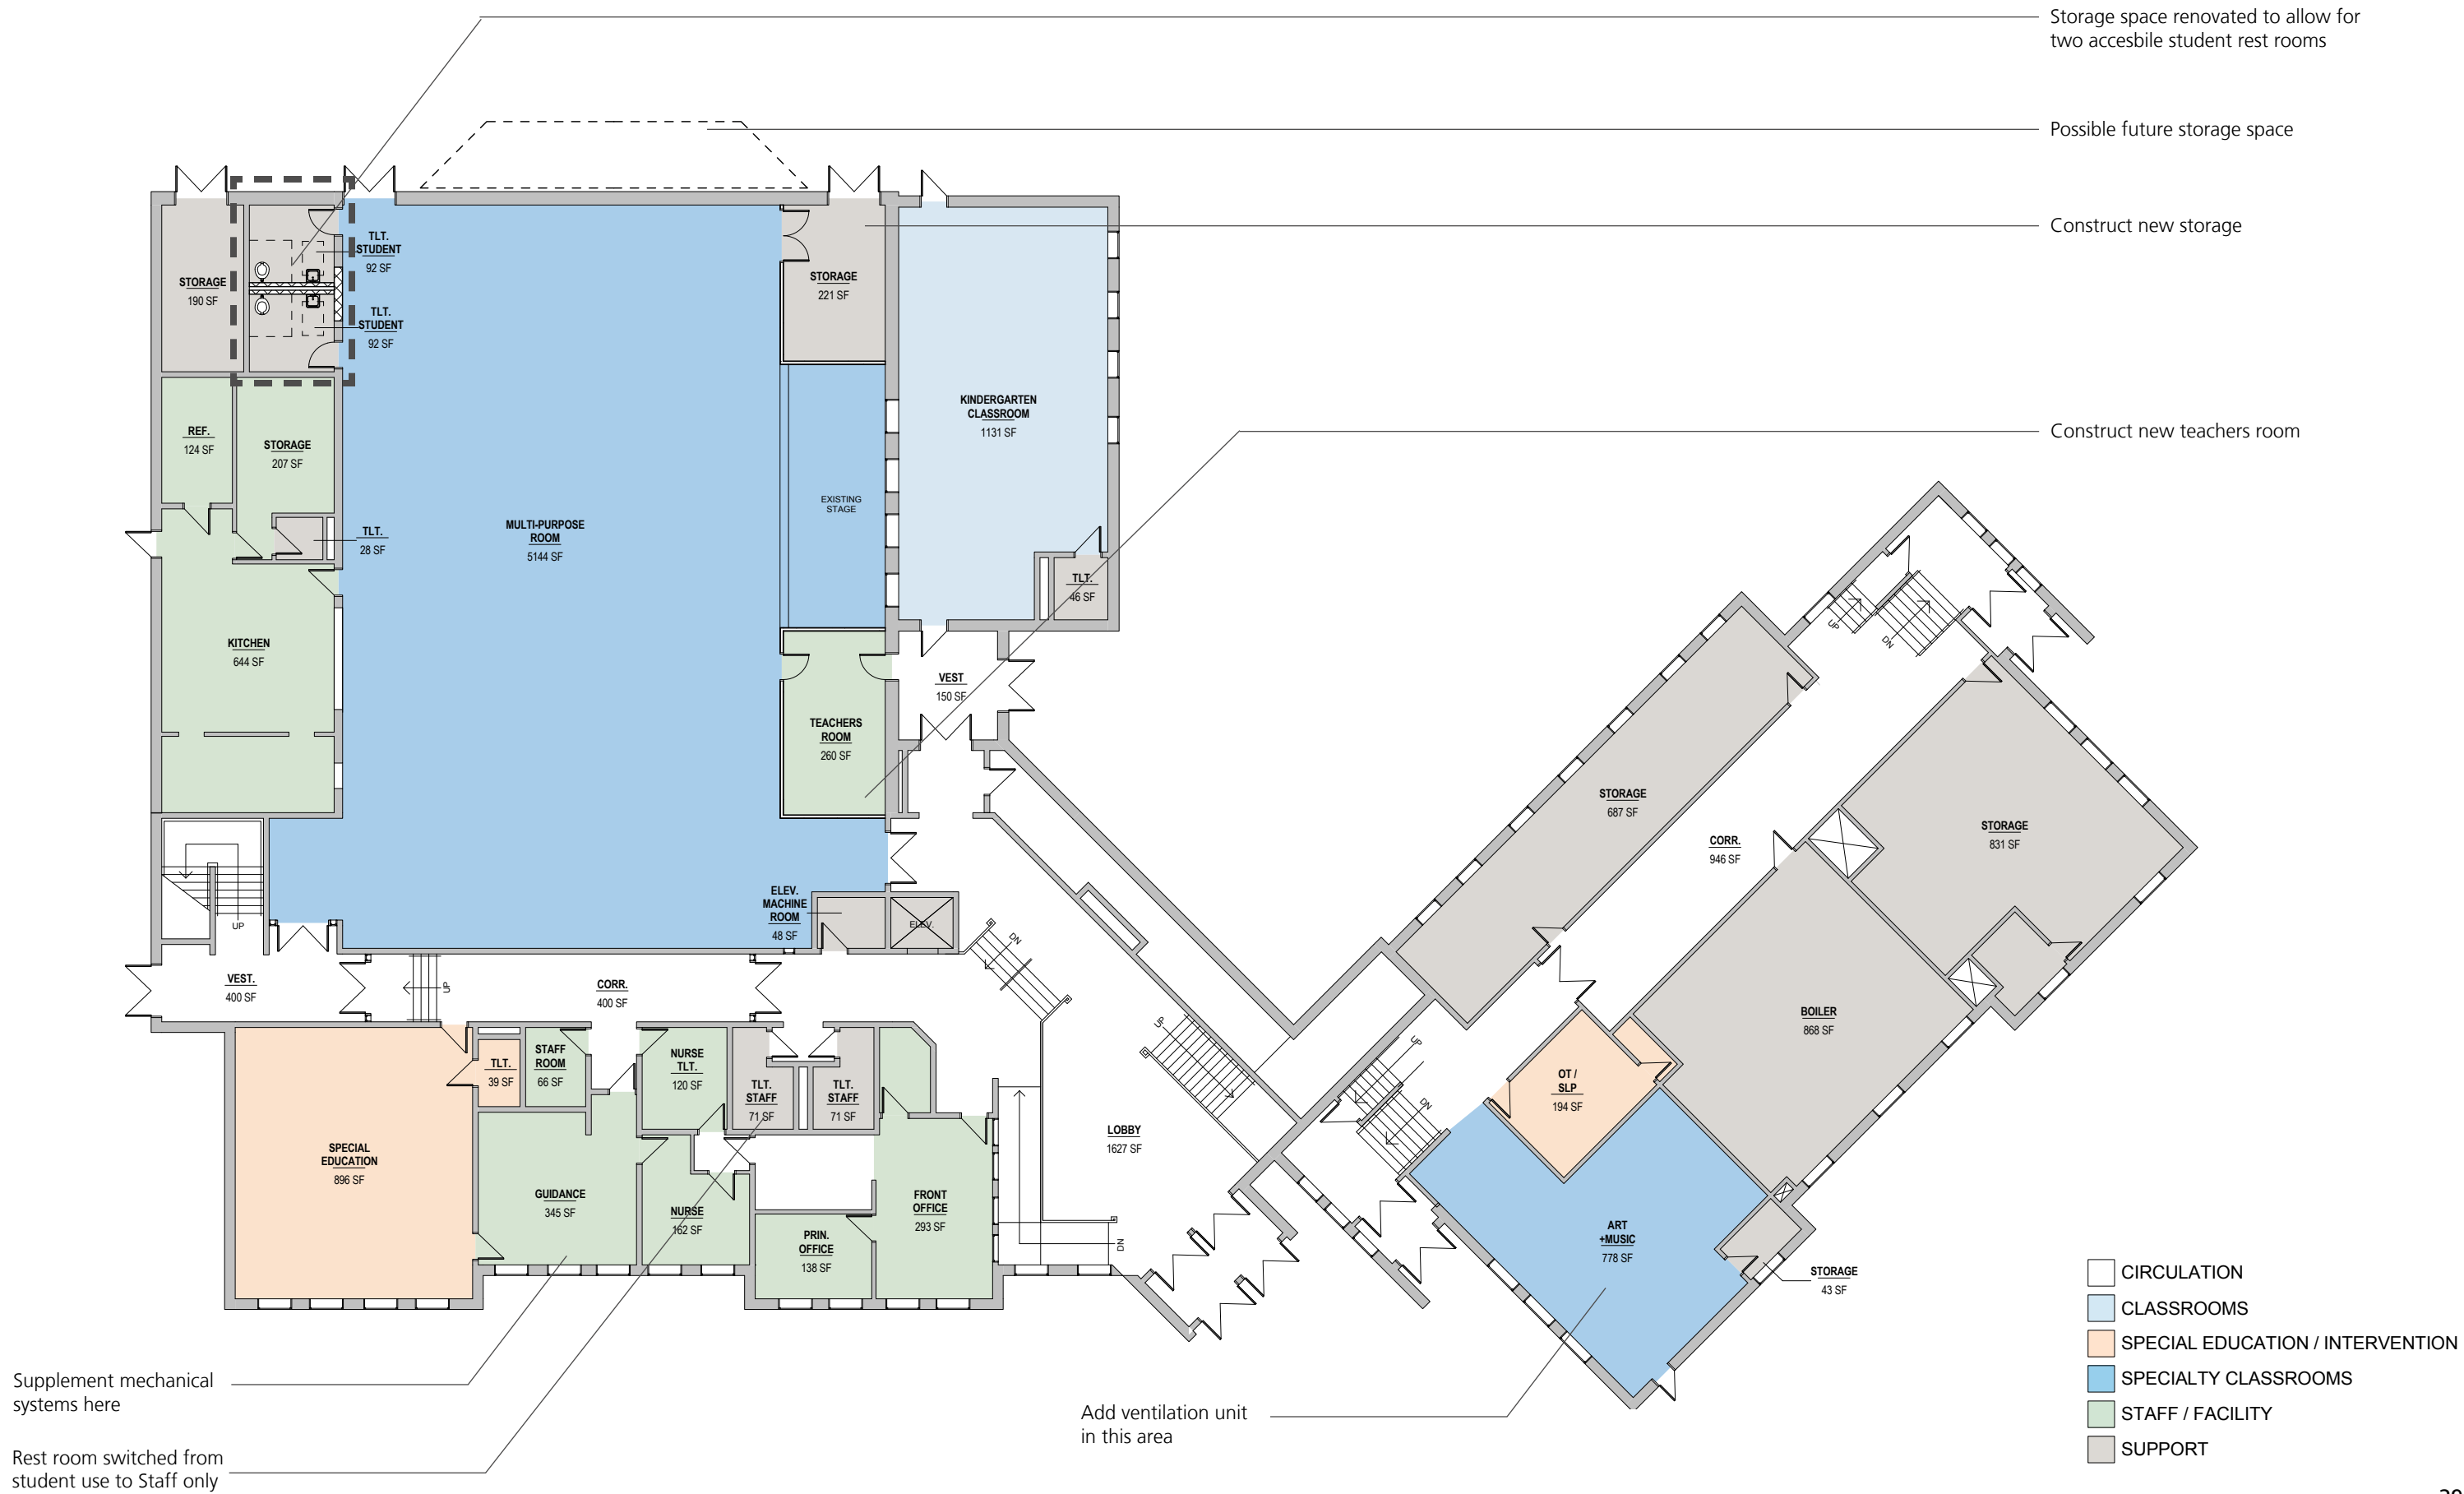 Storage space renovated to allow for
two accesbile student rest rooms
Possible future storage space
Construct new storage
Construct new teachers room
TLT.
STUDENT
92 SF
STORAGE
190 SF
TLT.
STUDENT
92 SF
STORAGE
221 SF
REF.
124 SF
STORAGE
207 SF
TLT.
28 SF
MULTI-PURPOSE
ROOM
5144 SF
EXISTING
STAGE
KINDERGARTEN
CLASSROOM
1131 SF
TLT.
46 SF
KITCHEN
644 SF
VEST
150 SF
TEACHERS
ROOM
260 SF
UP
ELEV.
MACHINE
ROOM
48 SF
ELEV.
DN
VEST.
400 SF
UP
CORR.
400 SF
SPECIAL
EDUCATION
896 SF
TLT.
39 SF
STAFF
ROOM
66 SF
NURSE
TLT.
120 SF
TLT.
STAFF
71 SF
TLT.
STAFF
71 SF
GUIDANCE
345 SF
NURSE
162 SF
PRIN.
OFFICE
138 SF
FRONT
OFFICE
293 SF
LOBBY
1627 SF
UP
DN
UP
DN
UP
DN
STORAGE
687 SF
CORR.
946 SF
STORAGE
831 SF
BOILER
868 SF
OT /
SLP
194 SF
ART
+MUSIC
778 SF
STORAGE
43 SF
Supplement mechanical
systems here
Rest room switched from
student use to Staff only
Add ventilation unit
in this area
CIRCULATION
CLASSROOMS
SPECIAL EDUCATION / INTERVENTION
SPECIALTY CLASSROOMS
STAFF / FACILITY
SUPPORT